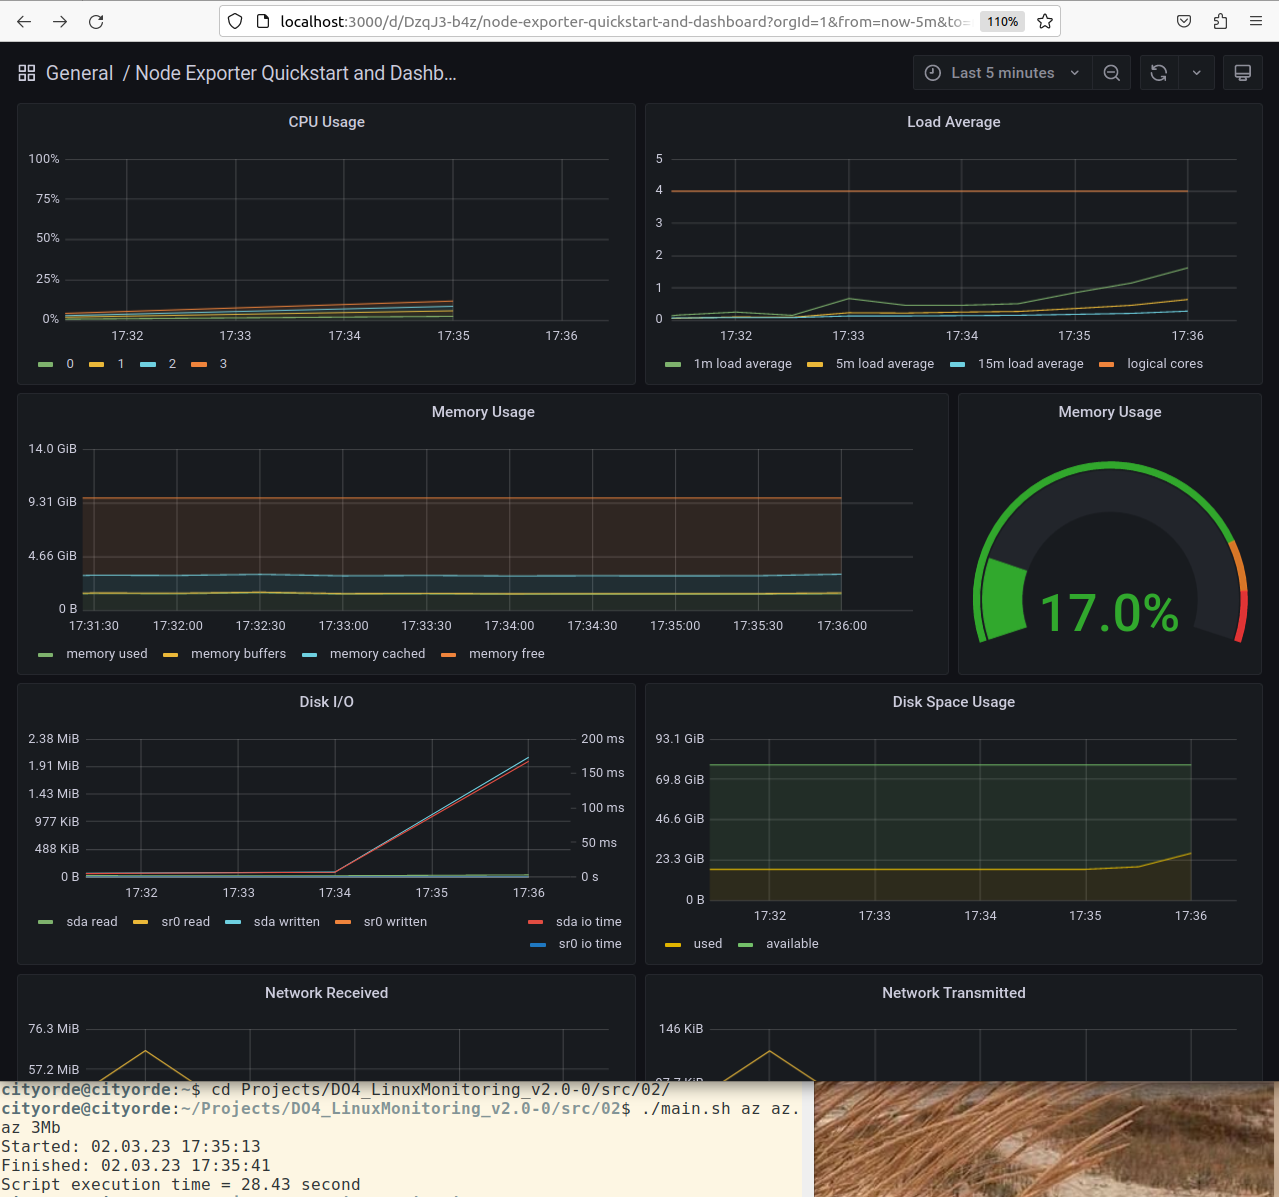 localhost:3000/d/DzqJ3-b4z/node-exporter-quickstart-and-dashboard?orgId=1&from=now-5m&to= 110%
General / Node Exporter Quickstart and Dashb... Last 5 minutes
CPU Usage
100%
75%
50%
25%
0%
17:32 17:33 17:34 17:35 17:36
0 1 2 3
Load Average
5
4
3
2
1
0
17:32 17:33 17:34 17:35 17:36
1m load average 5m load average 15m load average logical cores
Memory Usage
14.0 GiB
9.31 GiB
4.66 GiB
0 B
17:31:30 17:32:00 17:32:30 17:33:00 17:33:30 17:34:00 17:34:30 17:35:00 17:35:30 17:36:00
memory used memory buffers memory cached memory free
Memory Usage
17.0%
Disk I/O
2.38 MiB 200 ms
1.91 MiB 150 ms
1.43 MiB 100 ms
977 KiB
488 KiB 50 ms
0 B 0 s
17:32 17:33 17:34 17:35 17:36
sda read sr0 read sda written sr0 written sda io time
sr0 io time
Disk Space Usage
93.1 GiB
69.8 GiB
46.6 GiB
23.3 GiB
0 B
17:32 17:33 17:34 17:35 17:36
used available
Network Received
76.3 MiB
57.2 MiB
Network Transmitted
146 KiB
cityorde@cityorde:~$ cd Projects/DO4_LinuxMonitoring_v2.0-0/src/02/
cityorde@cityorde:~/Projects/DO4_LinuxMonitoring_v2.0-0/src/02$ ./main.sh az az.
az 3Mb
Started: 02.03.23 17:35:13
Finished: 02.03.23 17:35:41
Script execution time = 28.43 second